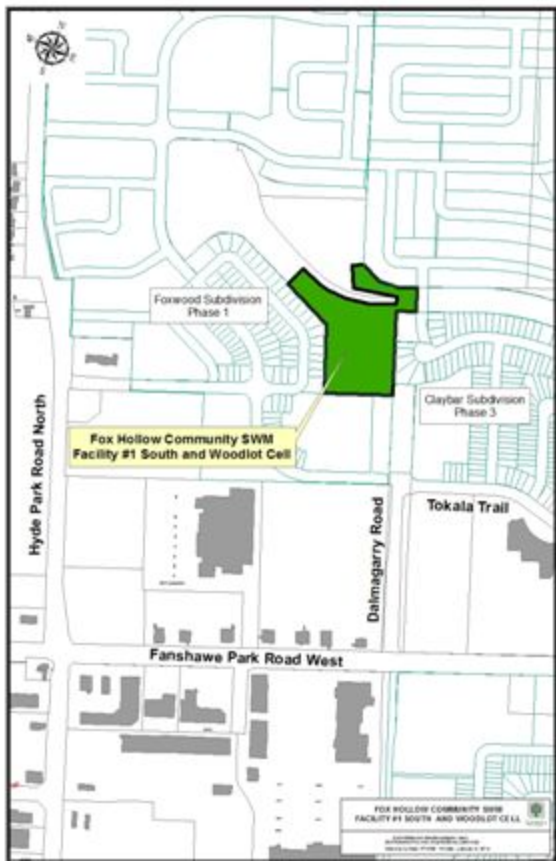 Foxwood Subdivision
Phase 1
Claybar Subdivision
Phase 3
Fox Hollow Community SWM
Facility #1 South and Woodlot Cell
Hyde Park Road North
Dalmagarry Road
Tokala Trail
Fanshawe Park Road West
FOX HOLLOW COMMUNITY SWM
FACILITY #1 SOUTH AND WOODLOT CELL